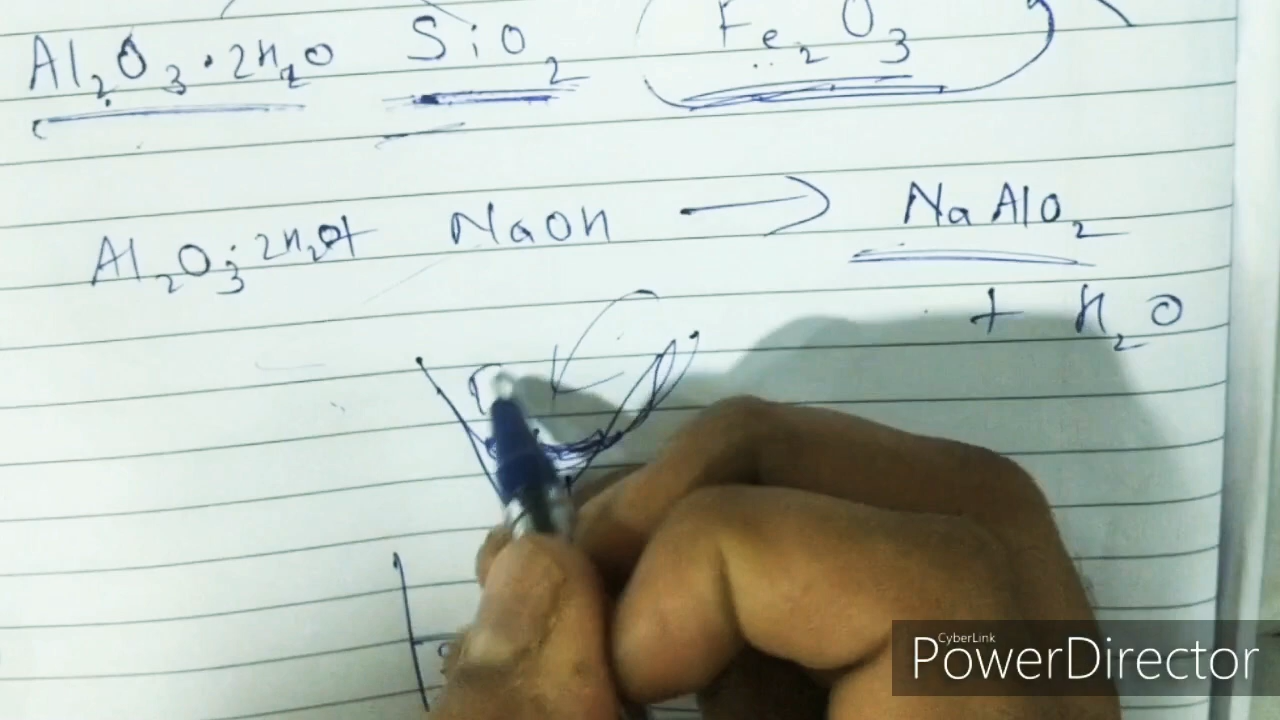 Al₂O₃·2H₂O SiO₂ Fe₂O₃
Al₂O₃·2H₂O + NaOH → NaAlO₂
+ H₂O
CyberLink
PowerDirector